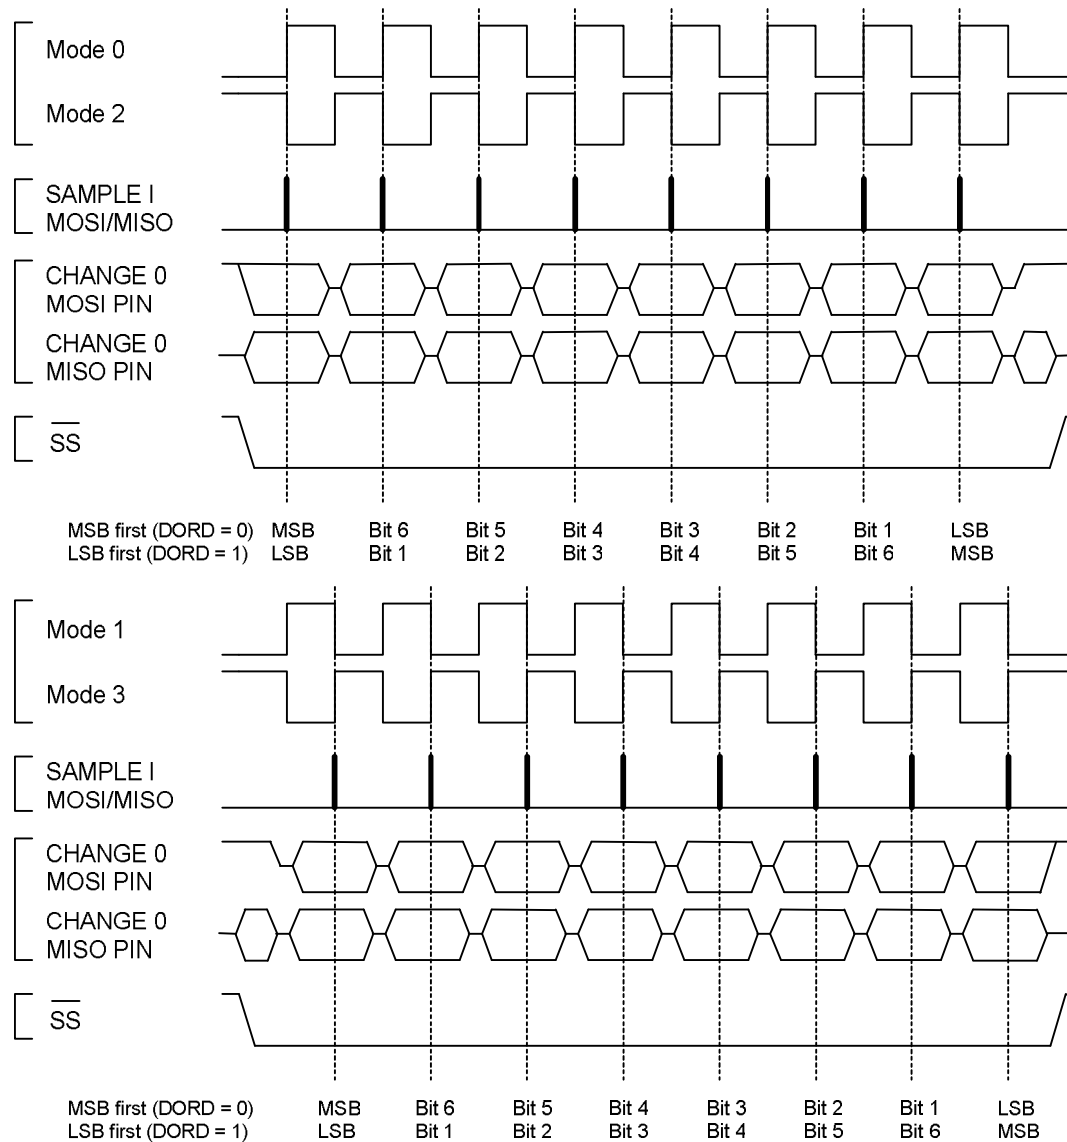 Mode 0
Mode 2
SAMPLE I
MOSI/MISO
CHANGE 0
MOSI PIN
CHANGE 0
MISO PIN
SS
MSB first (DORD = 0) MSB Bit 6 Bit 5 Bit 4 Bit 3 Bit 2 Bit 1 LSB
LSB first (DORD = 1) LSB Bit 1 Bit 2 Bit 3 Bit 4 Bit 5 Bit 6 MSB
Mode 1
Mode 3
SAMPLE I
MOSI/MISO
CHANGE 0
MOSI PIN
CHANGE 0
MISO PIN
SS
MSB first (DORD = 0) MSB Bit 6 Bit 5 Bit 4 Bit 3 Bit 2 Bit 1 LSB
LSB first (DORD = 1) LSB Bit 1 Bit 2 Bit 3 Bit 4 Bit 5 Bit 6 MSB